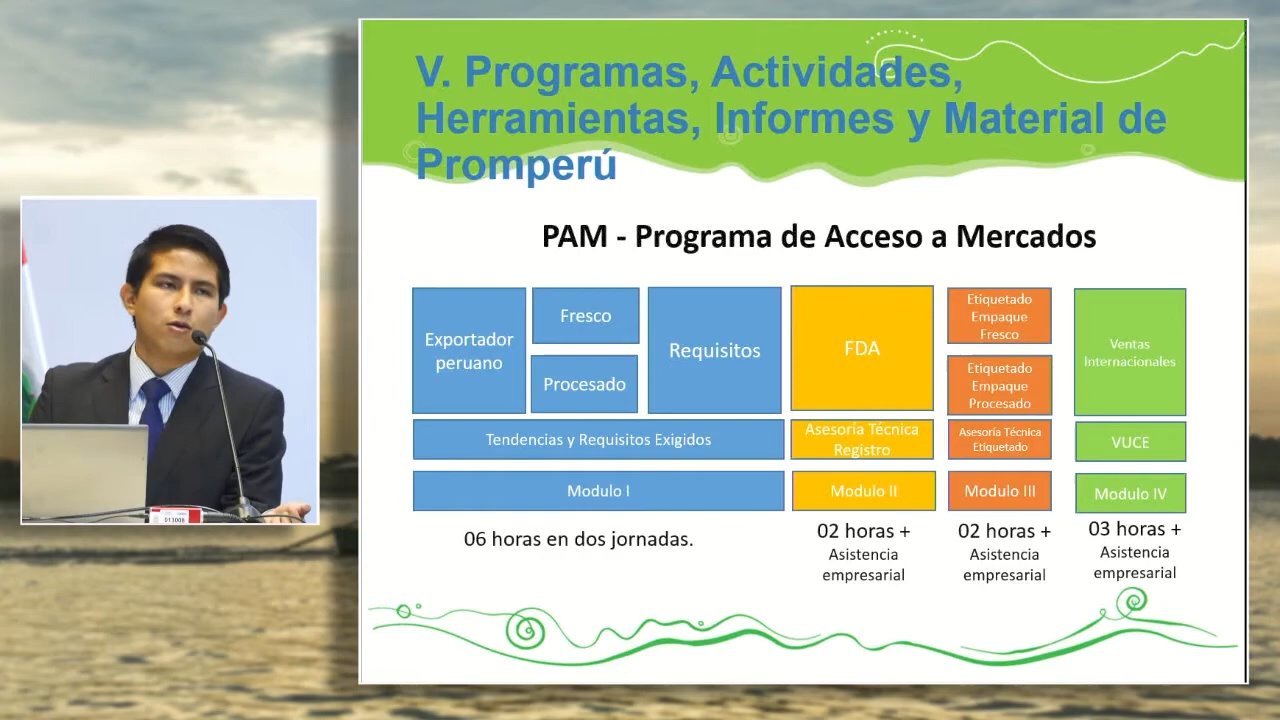 V. Programas, Actividades,
Herramientas, Informes y Material de
Promperú
PAM - Programa de Acceso a Mercados
Exportador
peruano
Fresco
Procesado
Requisitos
FDA
Etiquetado
Empaque
Fresco
Etiquetado
Empaque
Procesado
Ventas
Internacionales
Tendencias y Requisitos Exigidos
Asesoría Técnica
Registro
Asesoría Técnica
Etiquetado
VUCE
Modulo I
Modulo II
Modulo III
Modulo IV
06 horas en dos jornadas.
02 horas +
Asistencia
empresarial
02 horas +
Asistencia
empresarial
03 horas +
Asistencia
empresarial
013006